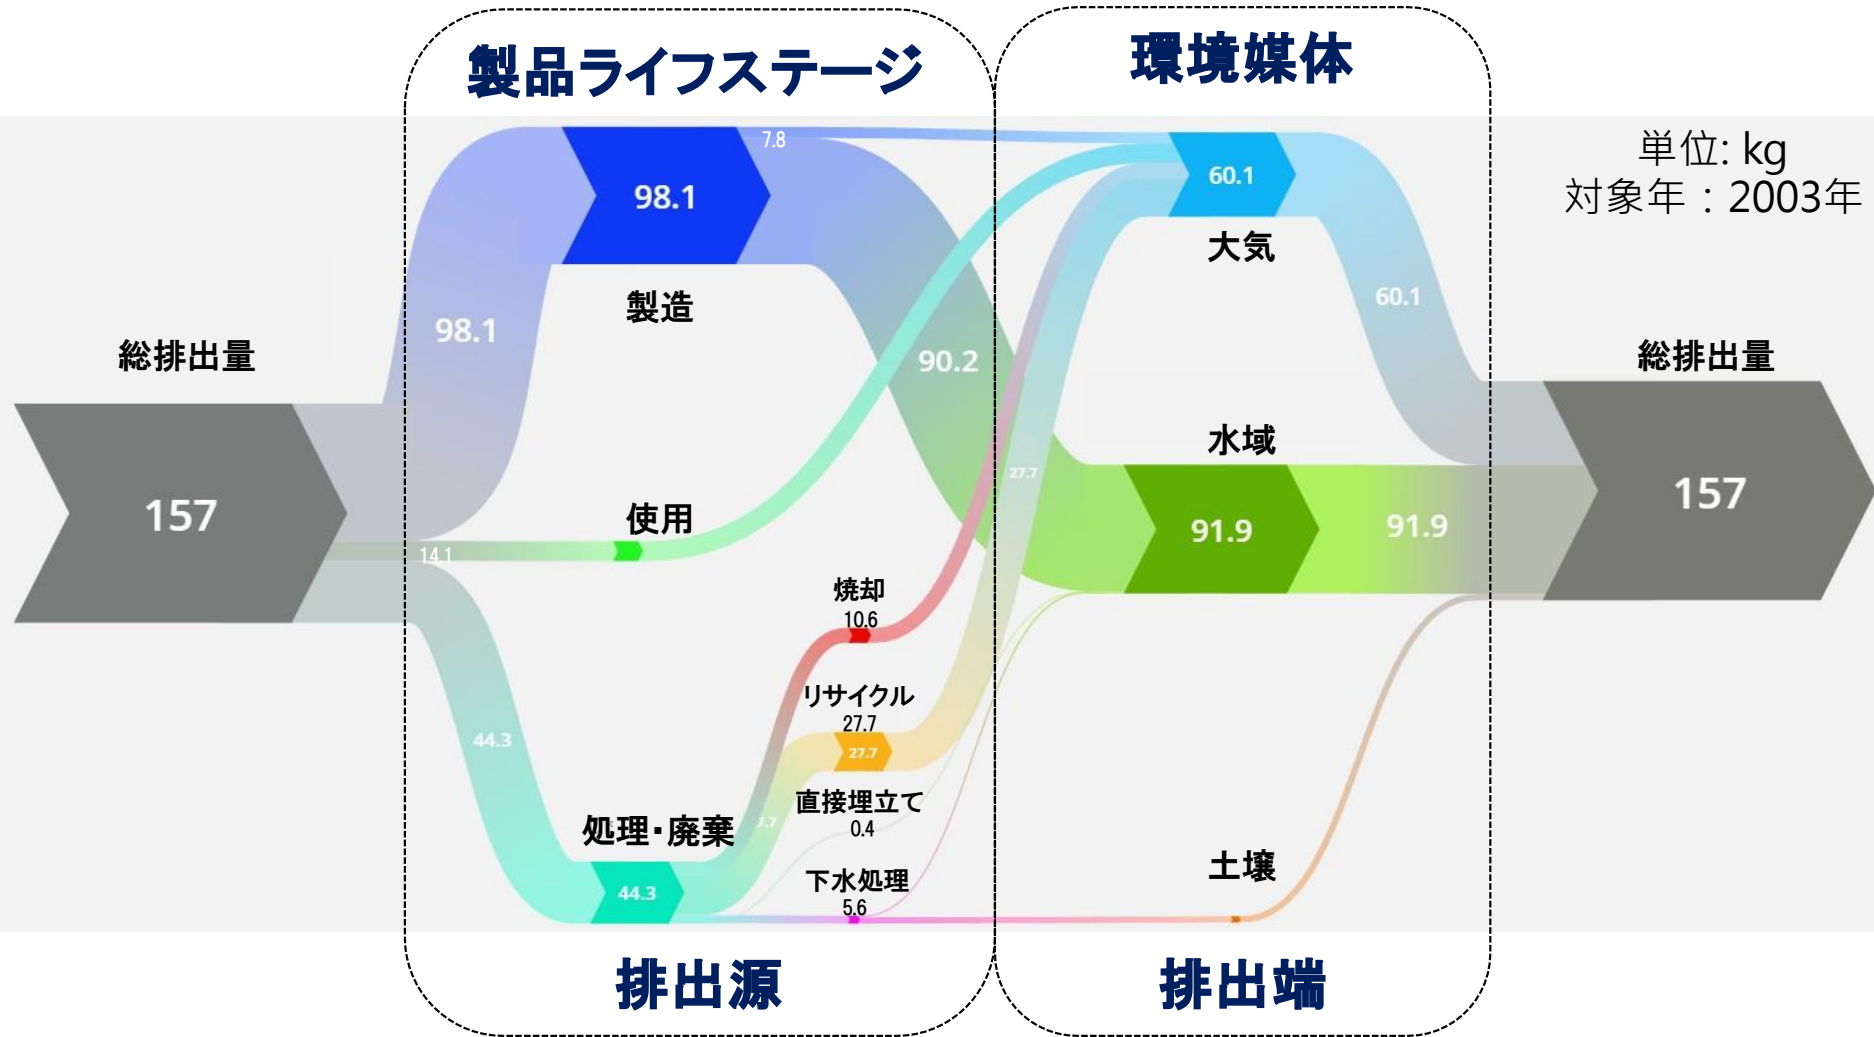 製品ライフステージ
環境媒体
単位: kg
対象年：2003年
総排出量
157
98.1
14.1
44.3
98.1
製造
7.8
90.2
使用
処理・廃棄
44.3
焼却
10.6
リサイクル
27.7
27.7
7.7
直接埋立て
0.4
下水処理
5.6
27.7
60.1
大気
60.1
水域
91.9
91.9
土壌
総排出量
157
排出源
排出端